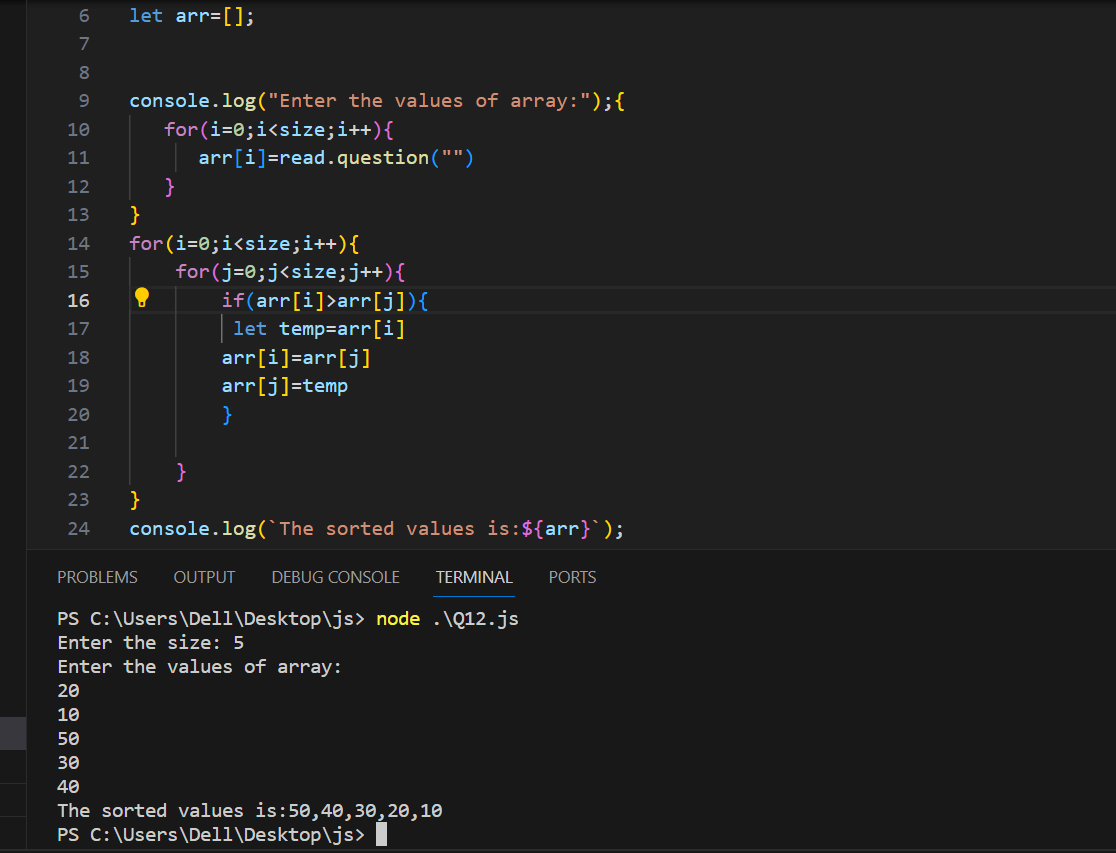 6 let arr=[];
7
8
9 console.log("Enter the values of array:");{
10 for(i=0;i<size;i++){
11 arr[i]=read.question("")
12 }
13 }
14 for(i=0;i<size;i++){
15 for(j=0;j<size;j++){
16 if(arr[i]>arr[j]){
17 let temp=arr[i]
18 arr[i]=arr[j]
19 arr[j]=temp
20 }
21
22 }
23 }
24 console.log(`The sorted values is:${arr}`);
PROBLEMS OUTPUT DEBUG CONSOLE TERMINAL PORTS
PS C:\Users\Dell\Desktop\js> node .\Q12.js
Enter the size: 5
Enter the values of array:
20
10
50
30
40
The sorted values is:50,40,30,20,10
PS C:\Users\Dell\Desktop\js>